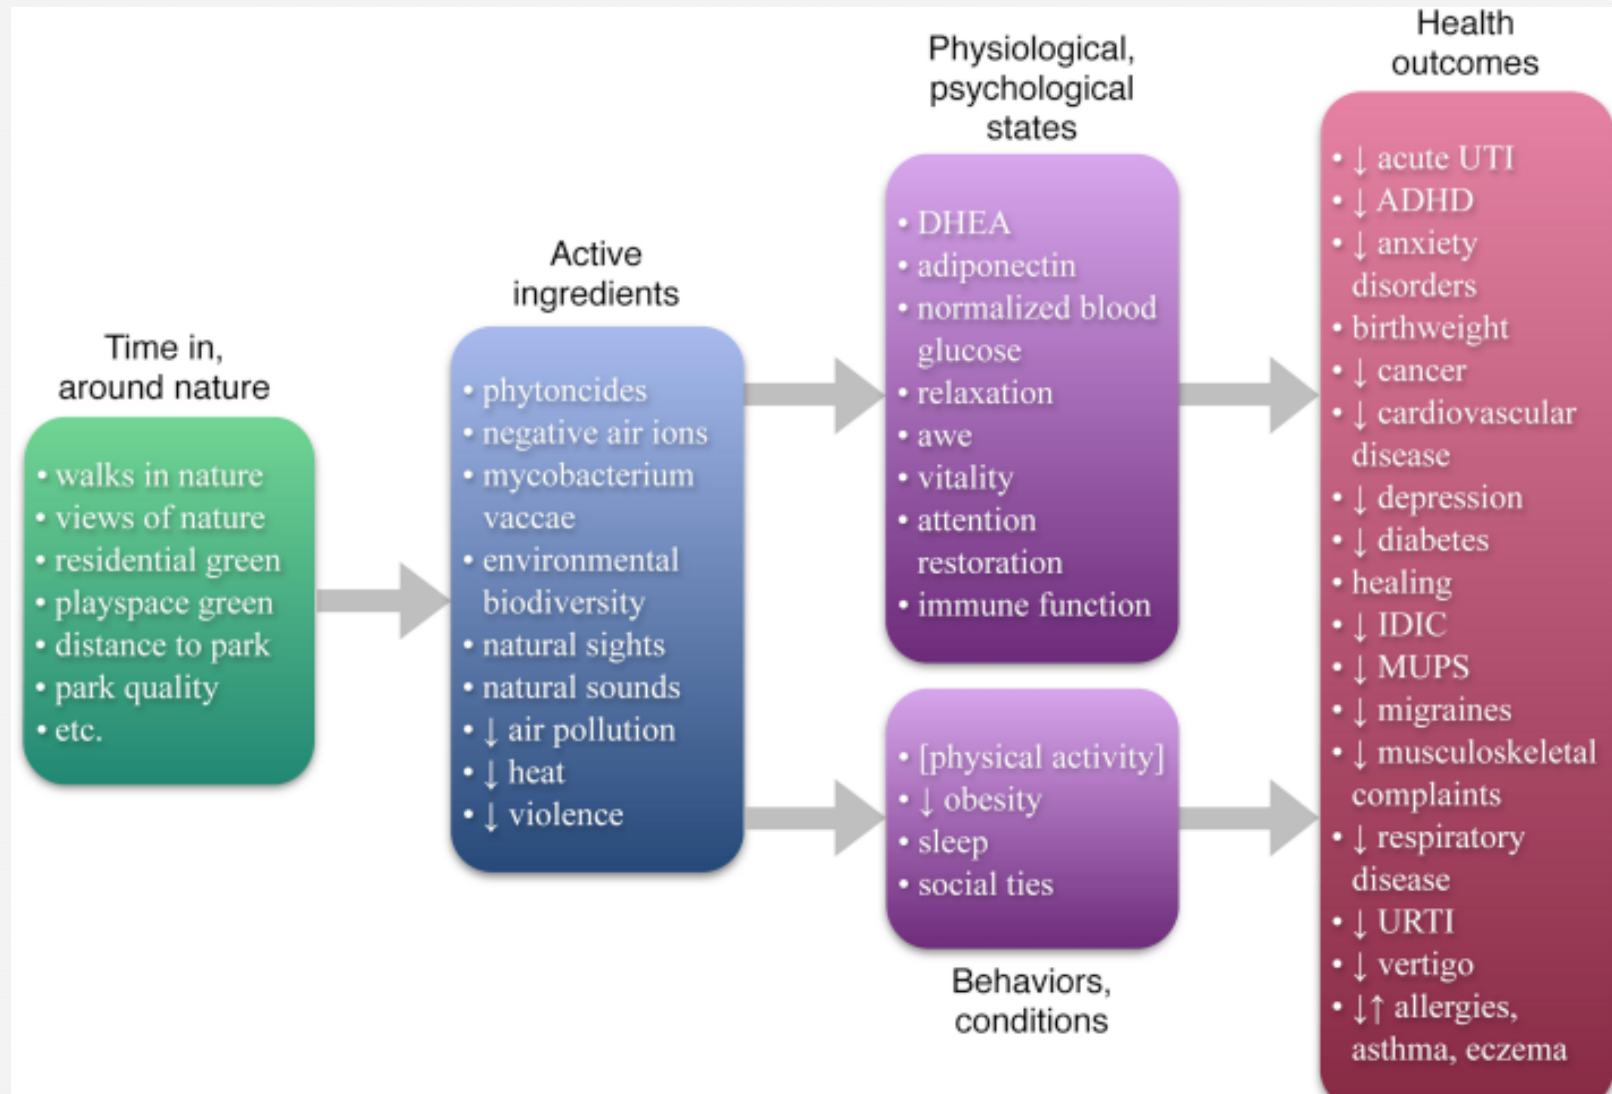 Time in,
around nature
• walks in nature
• views of nature
• residential green
• playspace green
• distance to park
• park quality
• etc.
Active
ingredients
• phytoncides
• negative air ions
• mycobacterium
vaccae
• environmental
biodiversity
• natural sights
• natural sounds
• ↓ air pollution
• ↓ heat
• ↓ violence
Physiological,
psychological
states
• DHEA
• adiponectin
• normalized blood
glucose
• relaxation
• awe
• vitality
• attention
restoration
• immune function
• [physical activity]
• ↓ obesity
• sleep
• social ties
Behaviors,
conditions
Health
outcomes
• ↓ acute UTI
• ↓ ADHD
• ↓ anxiety
disorders
• birthweight
• ↓ cancer
• ↓ cardiovascular
disease
• ↓ depression
• ↓ diabetes
• healing
• ↓ IDIC
• ↓ MUPS
• ↓ migraines
• ↓ musculoskeletal
complaints
• ↓ respiratory
disease
• ↓ URTI
• ↓ vertigo
• ↓↑ allergies,
asthma, eczema